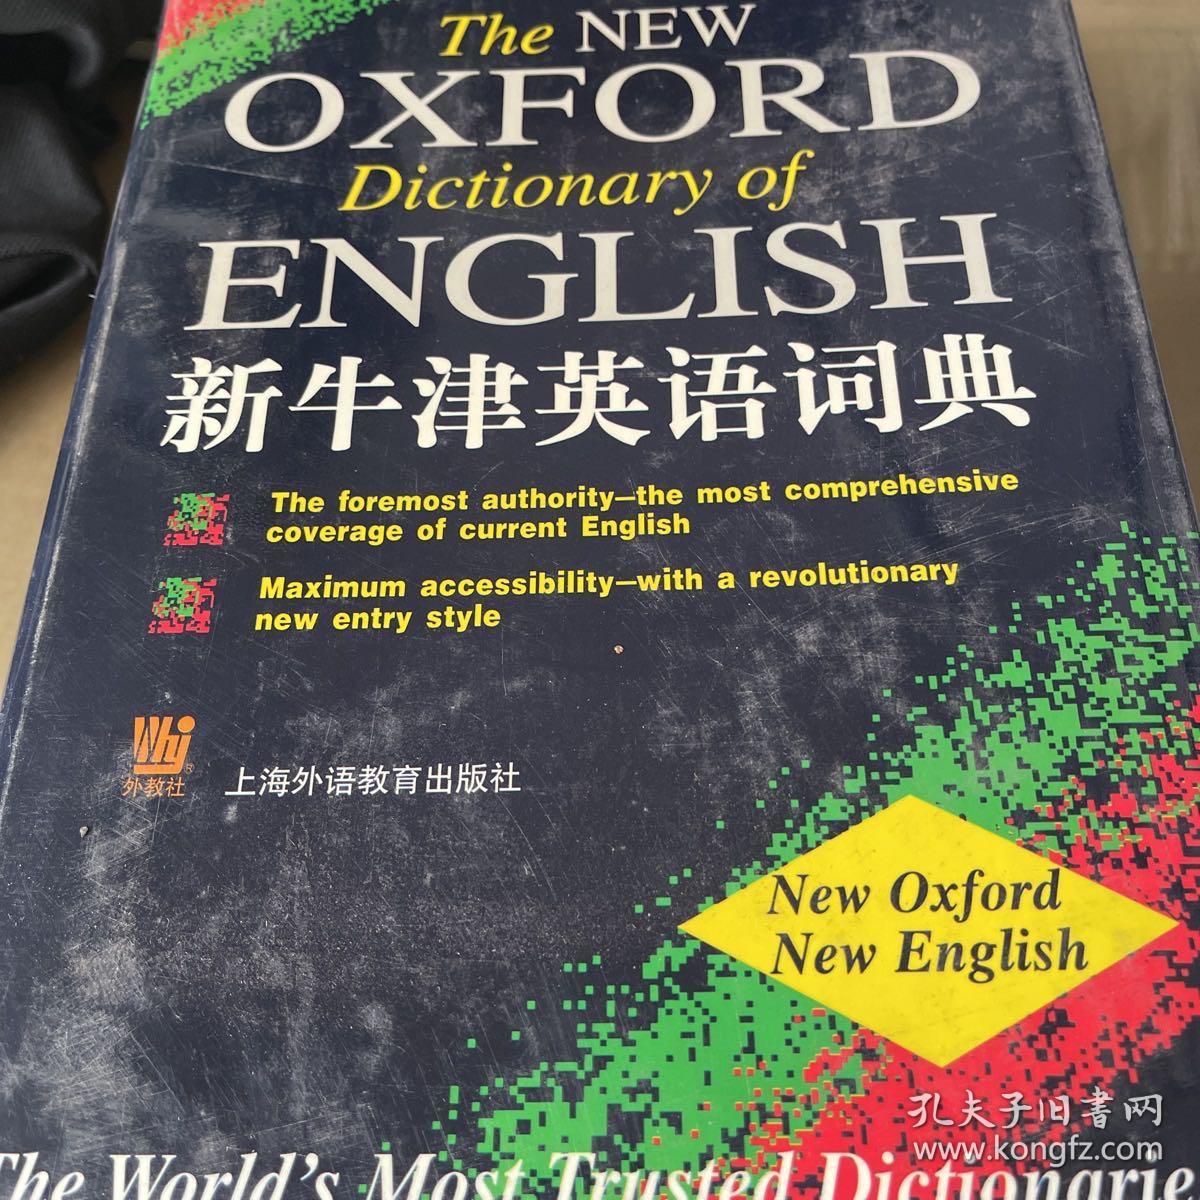 The NEW
OXFORD
Dictionary of
ENGLISH
新牛津英语词典
The foremost authority—the most comprehensive
coverage of current English
Maximum accessibility—with a revolutionary
new entry style
Whj
®
外教社
上海外语教育出版社
New Oxford
New English
The World's Most Trusted Dictionarie
孔夫子旧书网
www.kongfz.com